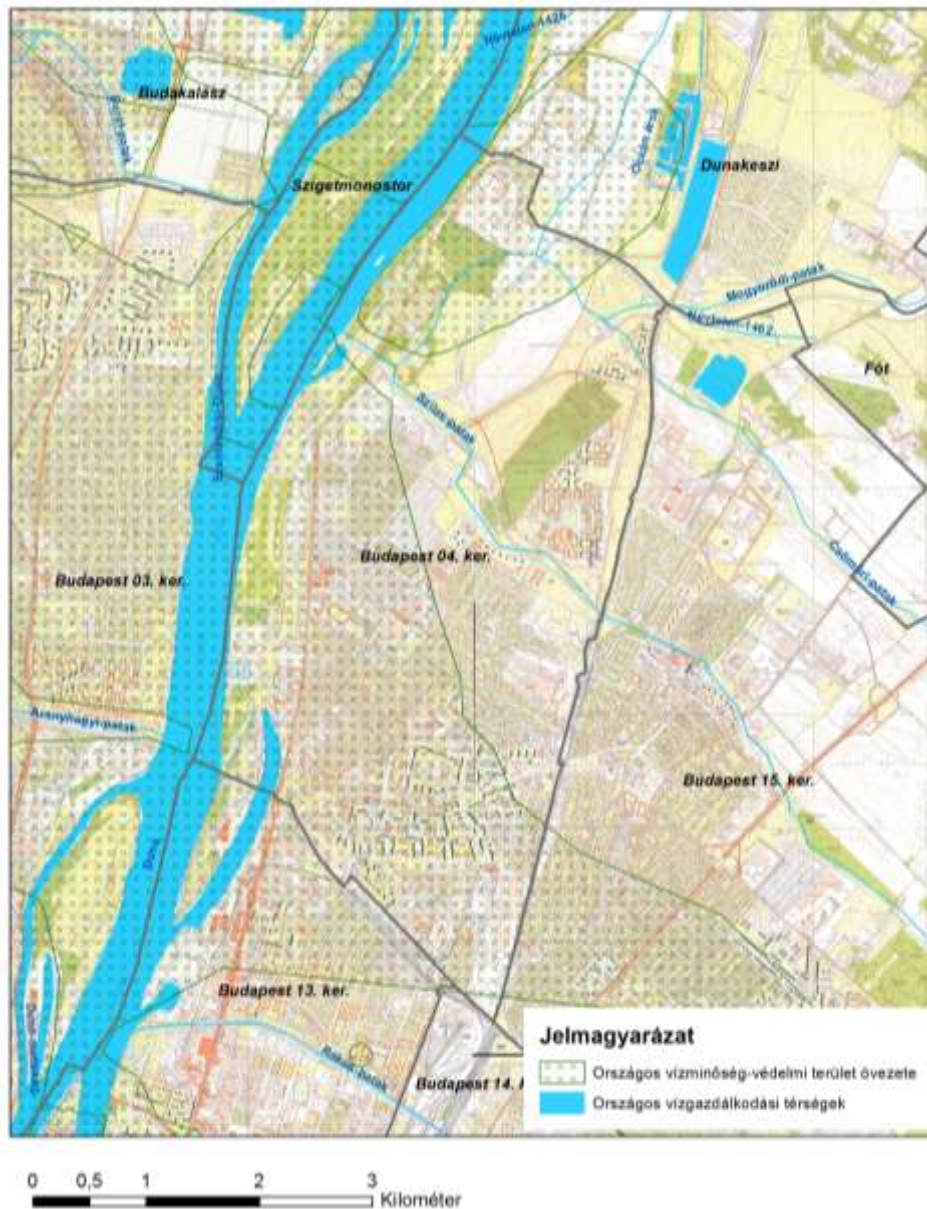 Budakalász
Szigetmonostor
Dunakeszi
Mogyoródi-patak
Fót
Szilas-patak
Budapest 04. ker.
Budapest 03. ker.
Csömöri-patak
Aranyhegyi-patak
Budapest 15. ker.
Duna
Budapest 13. ker.
Rákos-patak
Budapest 14.
Jelmagyarázat
Országos vízminőség-védelmi terület övezete
Országos vízgazdálkodási térségek
0 0,5 1 2 3
Kilométer